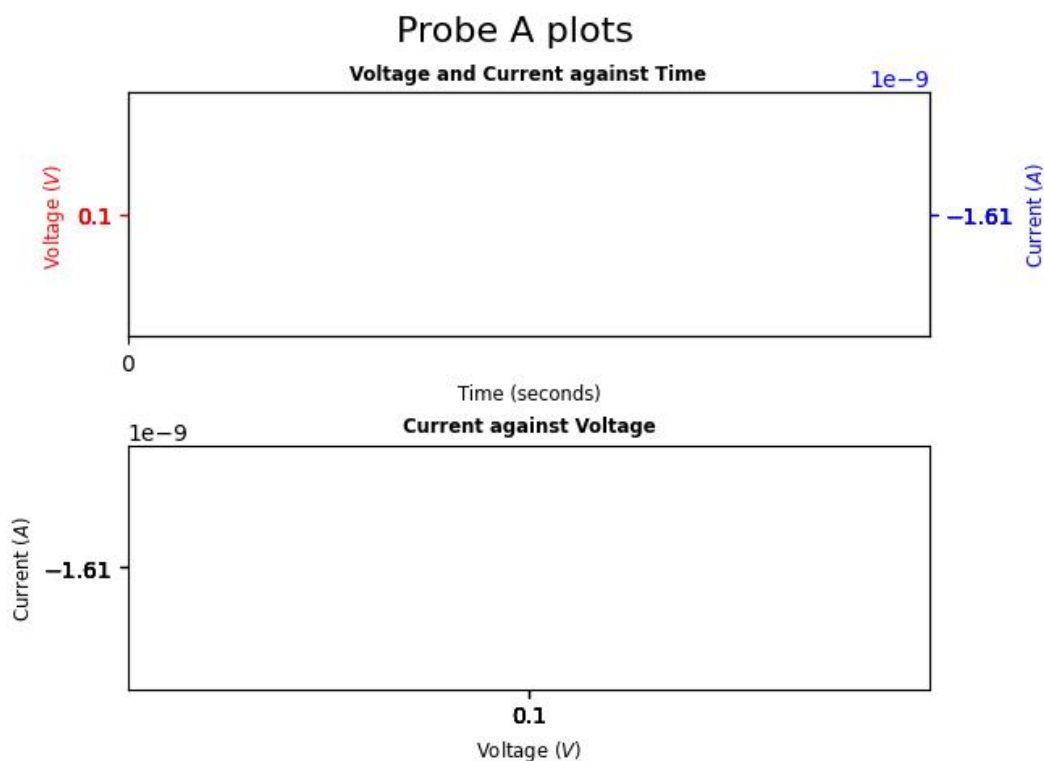 Probe A plots
Voltage and Current against Time
1e−9
Voltage (V)
0.1
−1.61
Current (A)
0
Time (seconds)
Current against Voltage
1e−9
Current (A)
−1.61
0.1
Voltage (V)